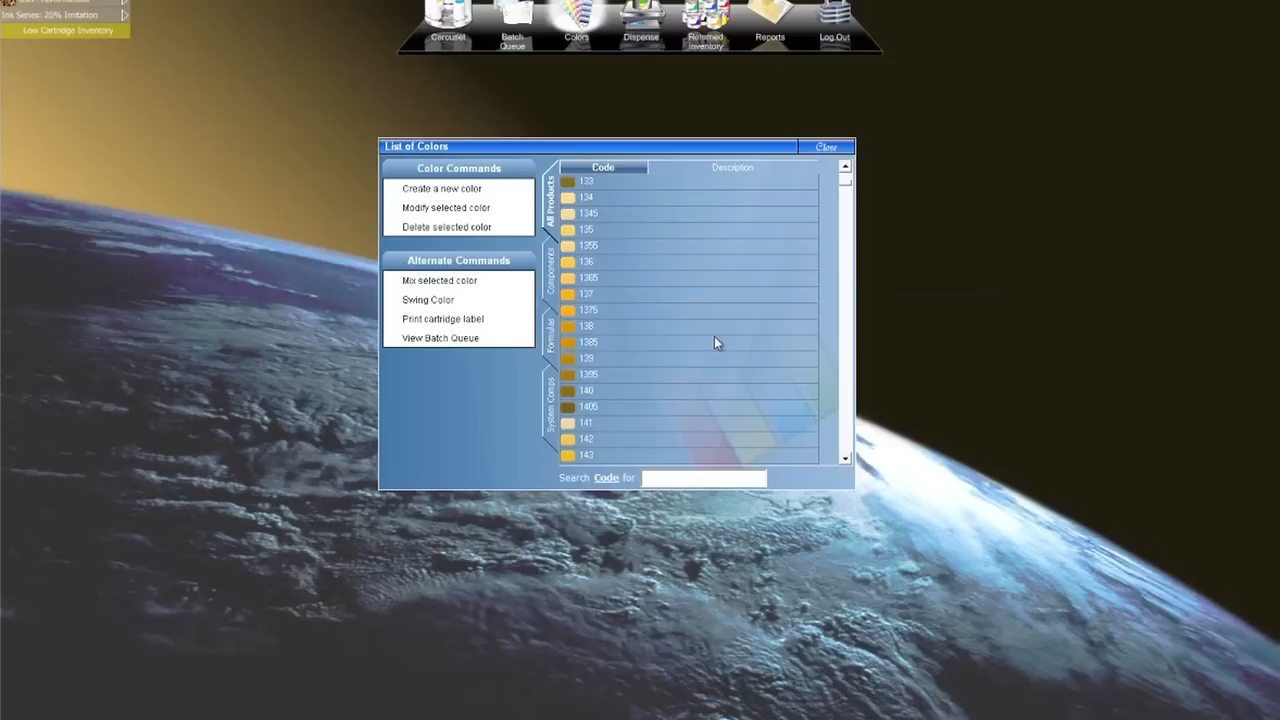 User: Administrator
Ink Series: 20% Imitation
Low Cartridge Inventory
Carousel
Batch Queue
Colors
Dispense
Returned Inventory
Reports
Log Out
List of Colors
Close
Color Commands
Create a new color
Modify selected color
Delete selected color
Alternate Commands
Mix selected color
Swing Color
Print cartridge label
View Batch Queue
All Products
Components
Formulas
System Comps
Code Description
133
134
1345
135
1355
136
1365
137
1375
138
1385
139
1395
140
1405
141
142
143
Search Code for